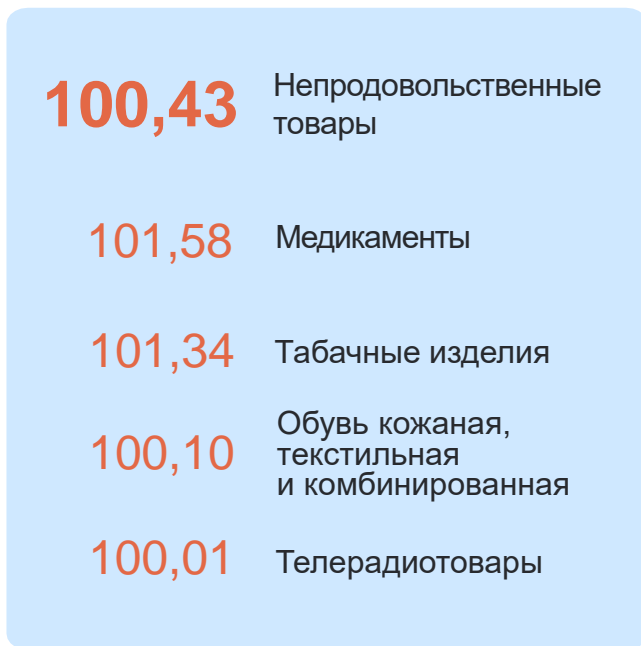 100,43 Непродовольственные
товары
101,58 Медикаменты
101,34 Табачные изделия
Обувь кожаная,
100,10 текстильная
и комбинированная
100,01 Телерадиотовары